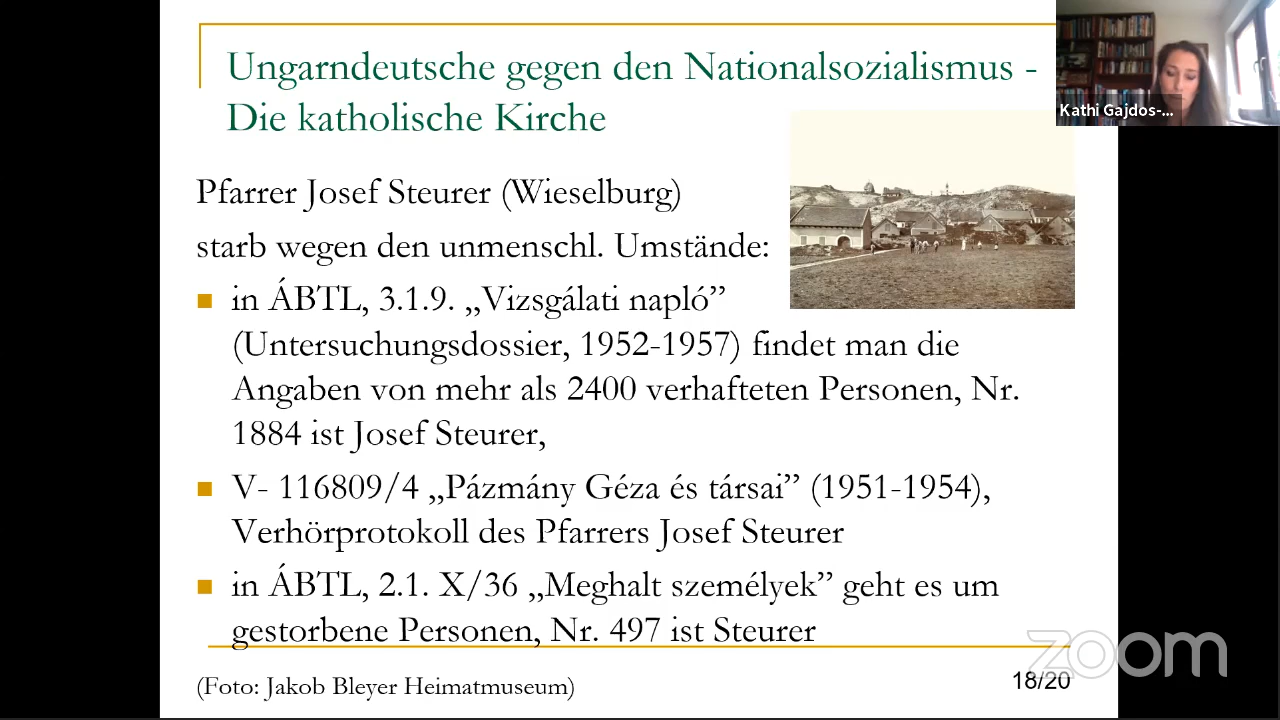 Ungarndeutsche gegen den Nationalsozialismus -
Die katholische Kirche
Kathi Gajdos-...
Pfarrer Josef Steurer (Wieselburg)
starb wegen den unmenschl. Umstände:
in ÁBTL, 3.1.9. „Vizsgálati napló”
(Untersuchungsdossier, 1952-1957) findet man die
Angaben von mehr als 2400 verhafteten Personen, Nr.
1884 ist Josef Steurer,
V- 116809/4 „Pázmány Géza és társai” (1951-1954),
Verhörprotokoll des Pfarrers Josef Steurer
in ÁBTL, 2.1. X/36 „Meghalt személyek” geht es um
gestorbene Personen, Nr. 497 ist Steurer
(Foto: Jakob Bleyer Heimatmuseum)
18/20
zoom